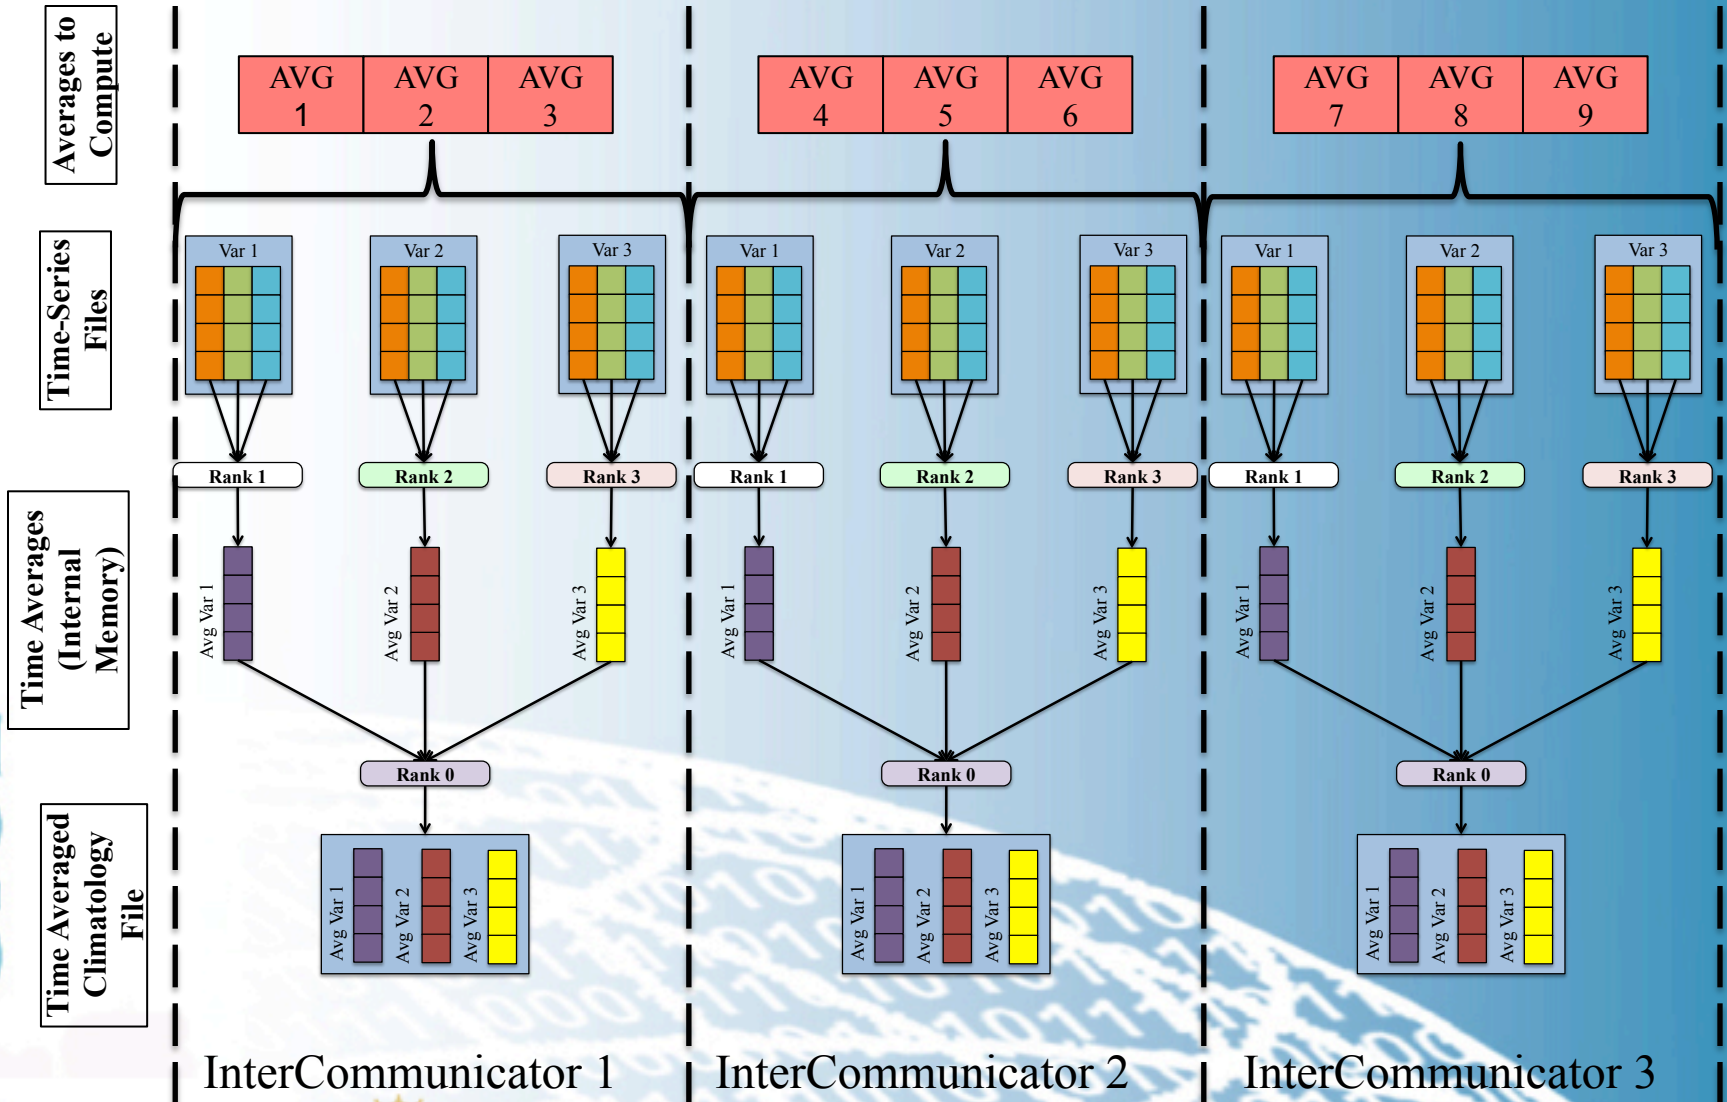 Averages to
Compute
AVG
1
AVG
2
AVG
3
AVG
4
AVG
5
AVG
6
AVG
7
AVG
8
AVG
9
Time-Series
Files
Var 1
Var 2
Var 3
Var 1
Var 2
Var 3
Var 1
Var 2
Var 3
Rank 1
Rank 2
Rank 3
Rank 1
Rank 2
Rank 3
Rank 1
Rank 2
Rank 3
Time Averages
(Internal
Memory)
Avg Var 1
Avg Var 2
Avg Var 3
Avg Var 1
Avg Var 2
Avg Var 3
Avg Var 1
Avg Var 2
Avg Var 3
Rank 0
Rank 0
Rank 0
Time Averaged
Climatology
File
Avg Var 1
Avg Var 2
Avg Var 3
Avg Var 1
Avg Var 2
Avg Var 3
Avg Var 1
Avg Var 2
Avg Var 3
InterCommunicator 1
InterCommunicator 2
InterCommunicator 3